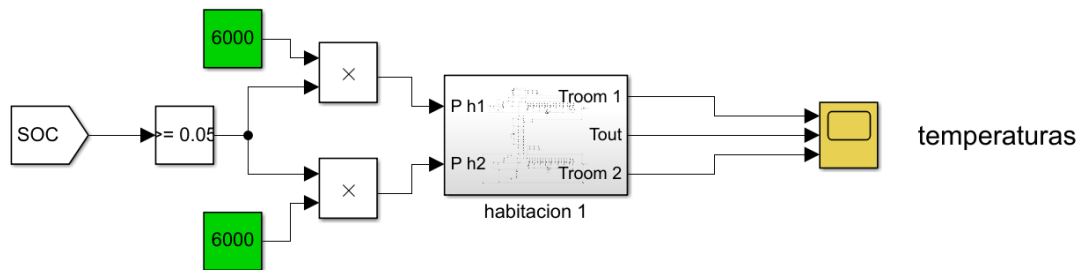 6000
×
P h1
Troom 1
SOC
>= 0.05
Tout
temperaturas
P h2
Troom 2
×
habitacion 1
6000